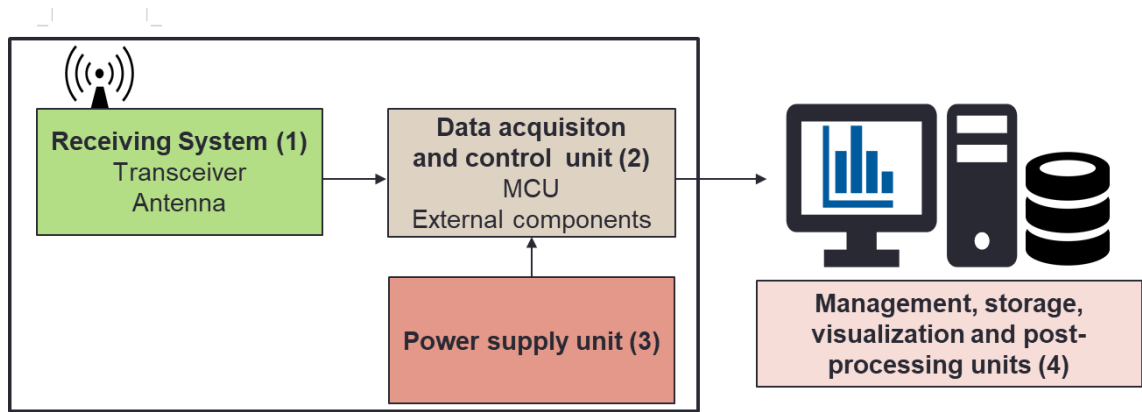 Receiving System (1)
Transceiver
Antenna
Data acquisiton
and control unit (2)
MCU
External components
Power supply unit (3)
Management, storage,
visualization and post-
processing units (4)